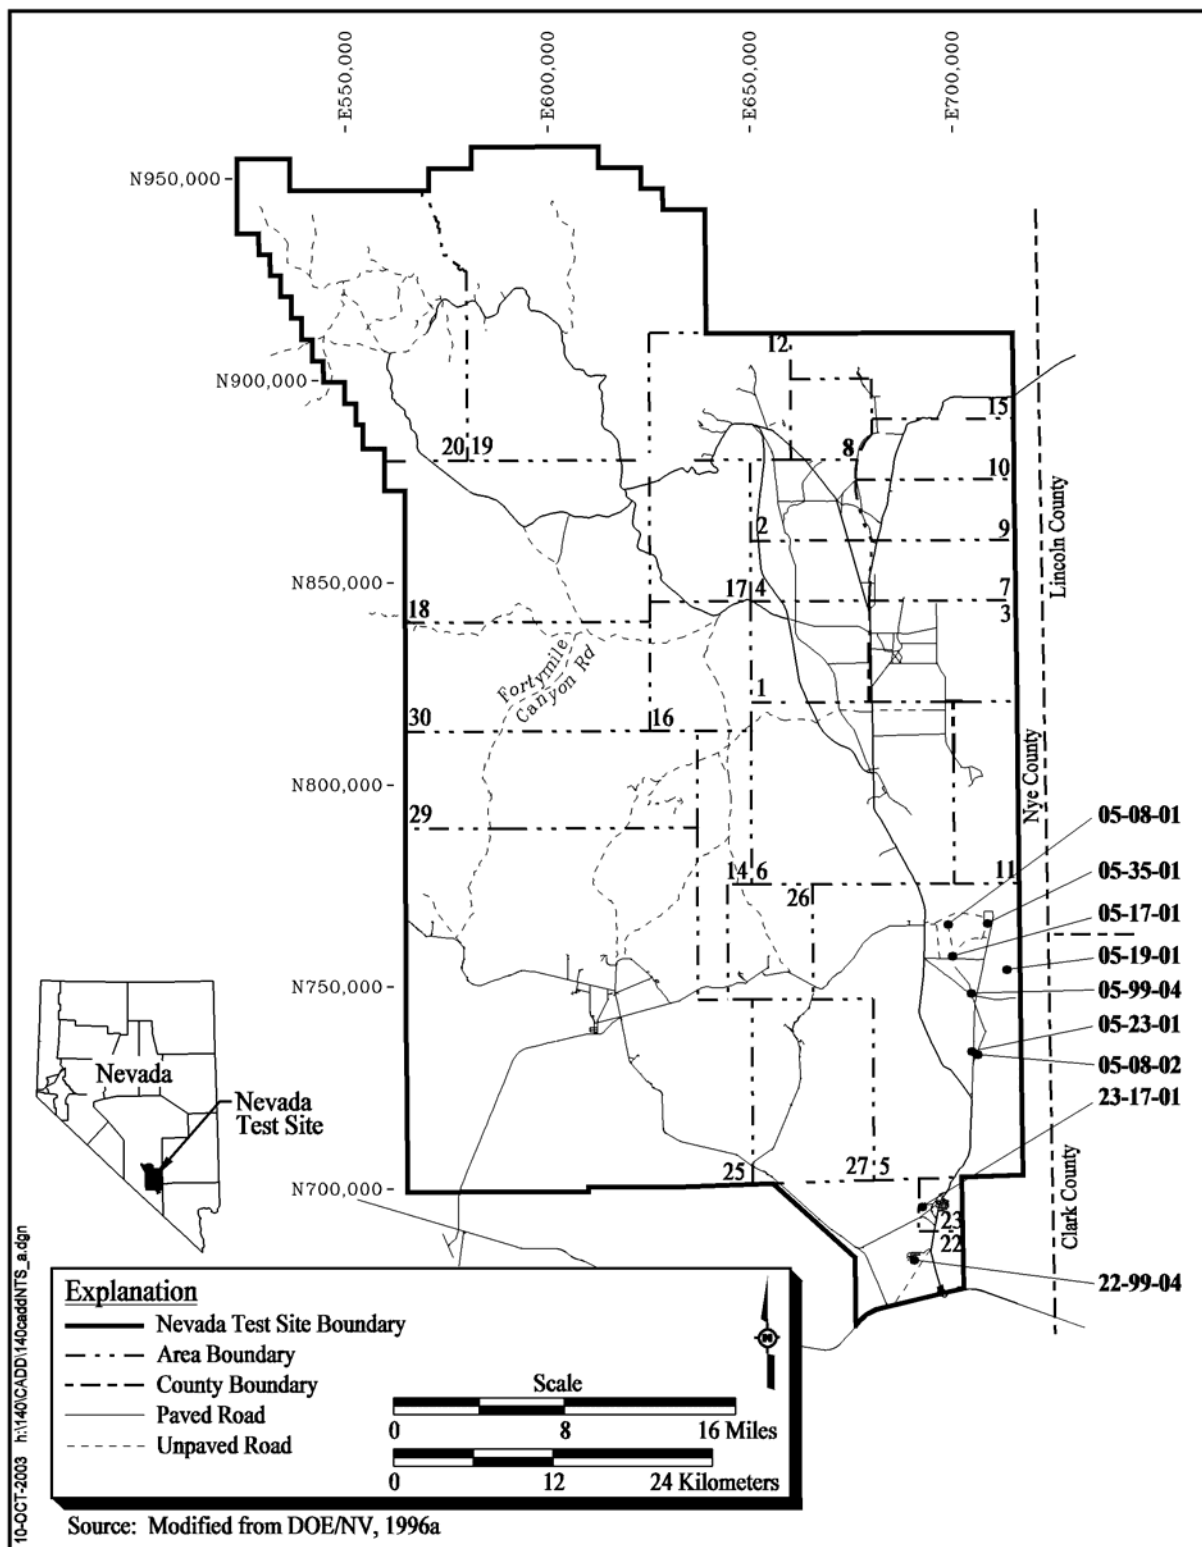 E550,000
E600,000
E650,000
E700,000
N950,000
N900,000
N850,000
N800,000
N750,000
N700,000
12
15
20
19
8
10
2
9
17
4
7
3
18
1
30
16
29
14
6
11
26
25
27
5
23
22
Fortymile
Canyon Rd
Lincoln County
Nye County
Clark County
05-08-01
05-35-01
05-17-01
05-19-01
05-99-04
05-23-01
05-08-02
23-17-01
22-99-04
Nevada
Nevada
Test Site
Explanation
Nevada Test Site Boundary
Area Boundary
County Boundary
Paved Road
Unpaved Road
N
Scale
0 8 16 Miles
0 12 24 Kilometers
Source: Modified from DOE/NV, 1996a
10-OCT-2003 h:\140\CADD\140caddNTS_a.dgn